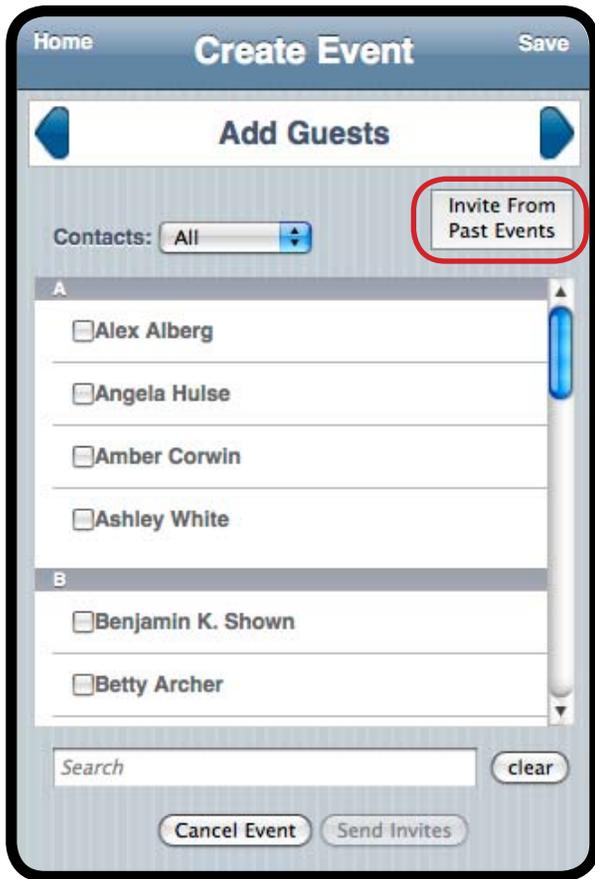 Home Create Event Save
Add Guests
Invite From
Past Events
Contacts: All
A
Alex Alberg
Angela Hulse
Amber Corwin
Ashley White
B
Benjamin K. Shown
Betty Archer
Search clear
Cancel Event Send Invites